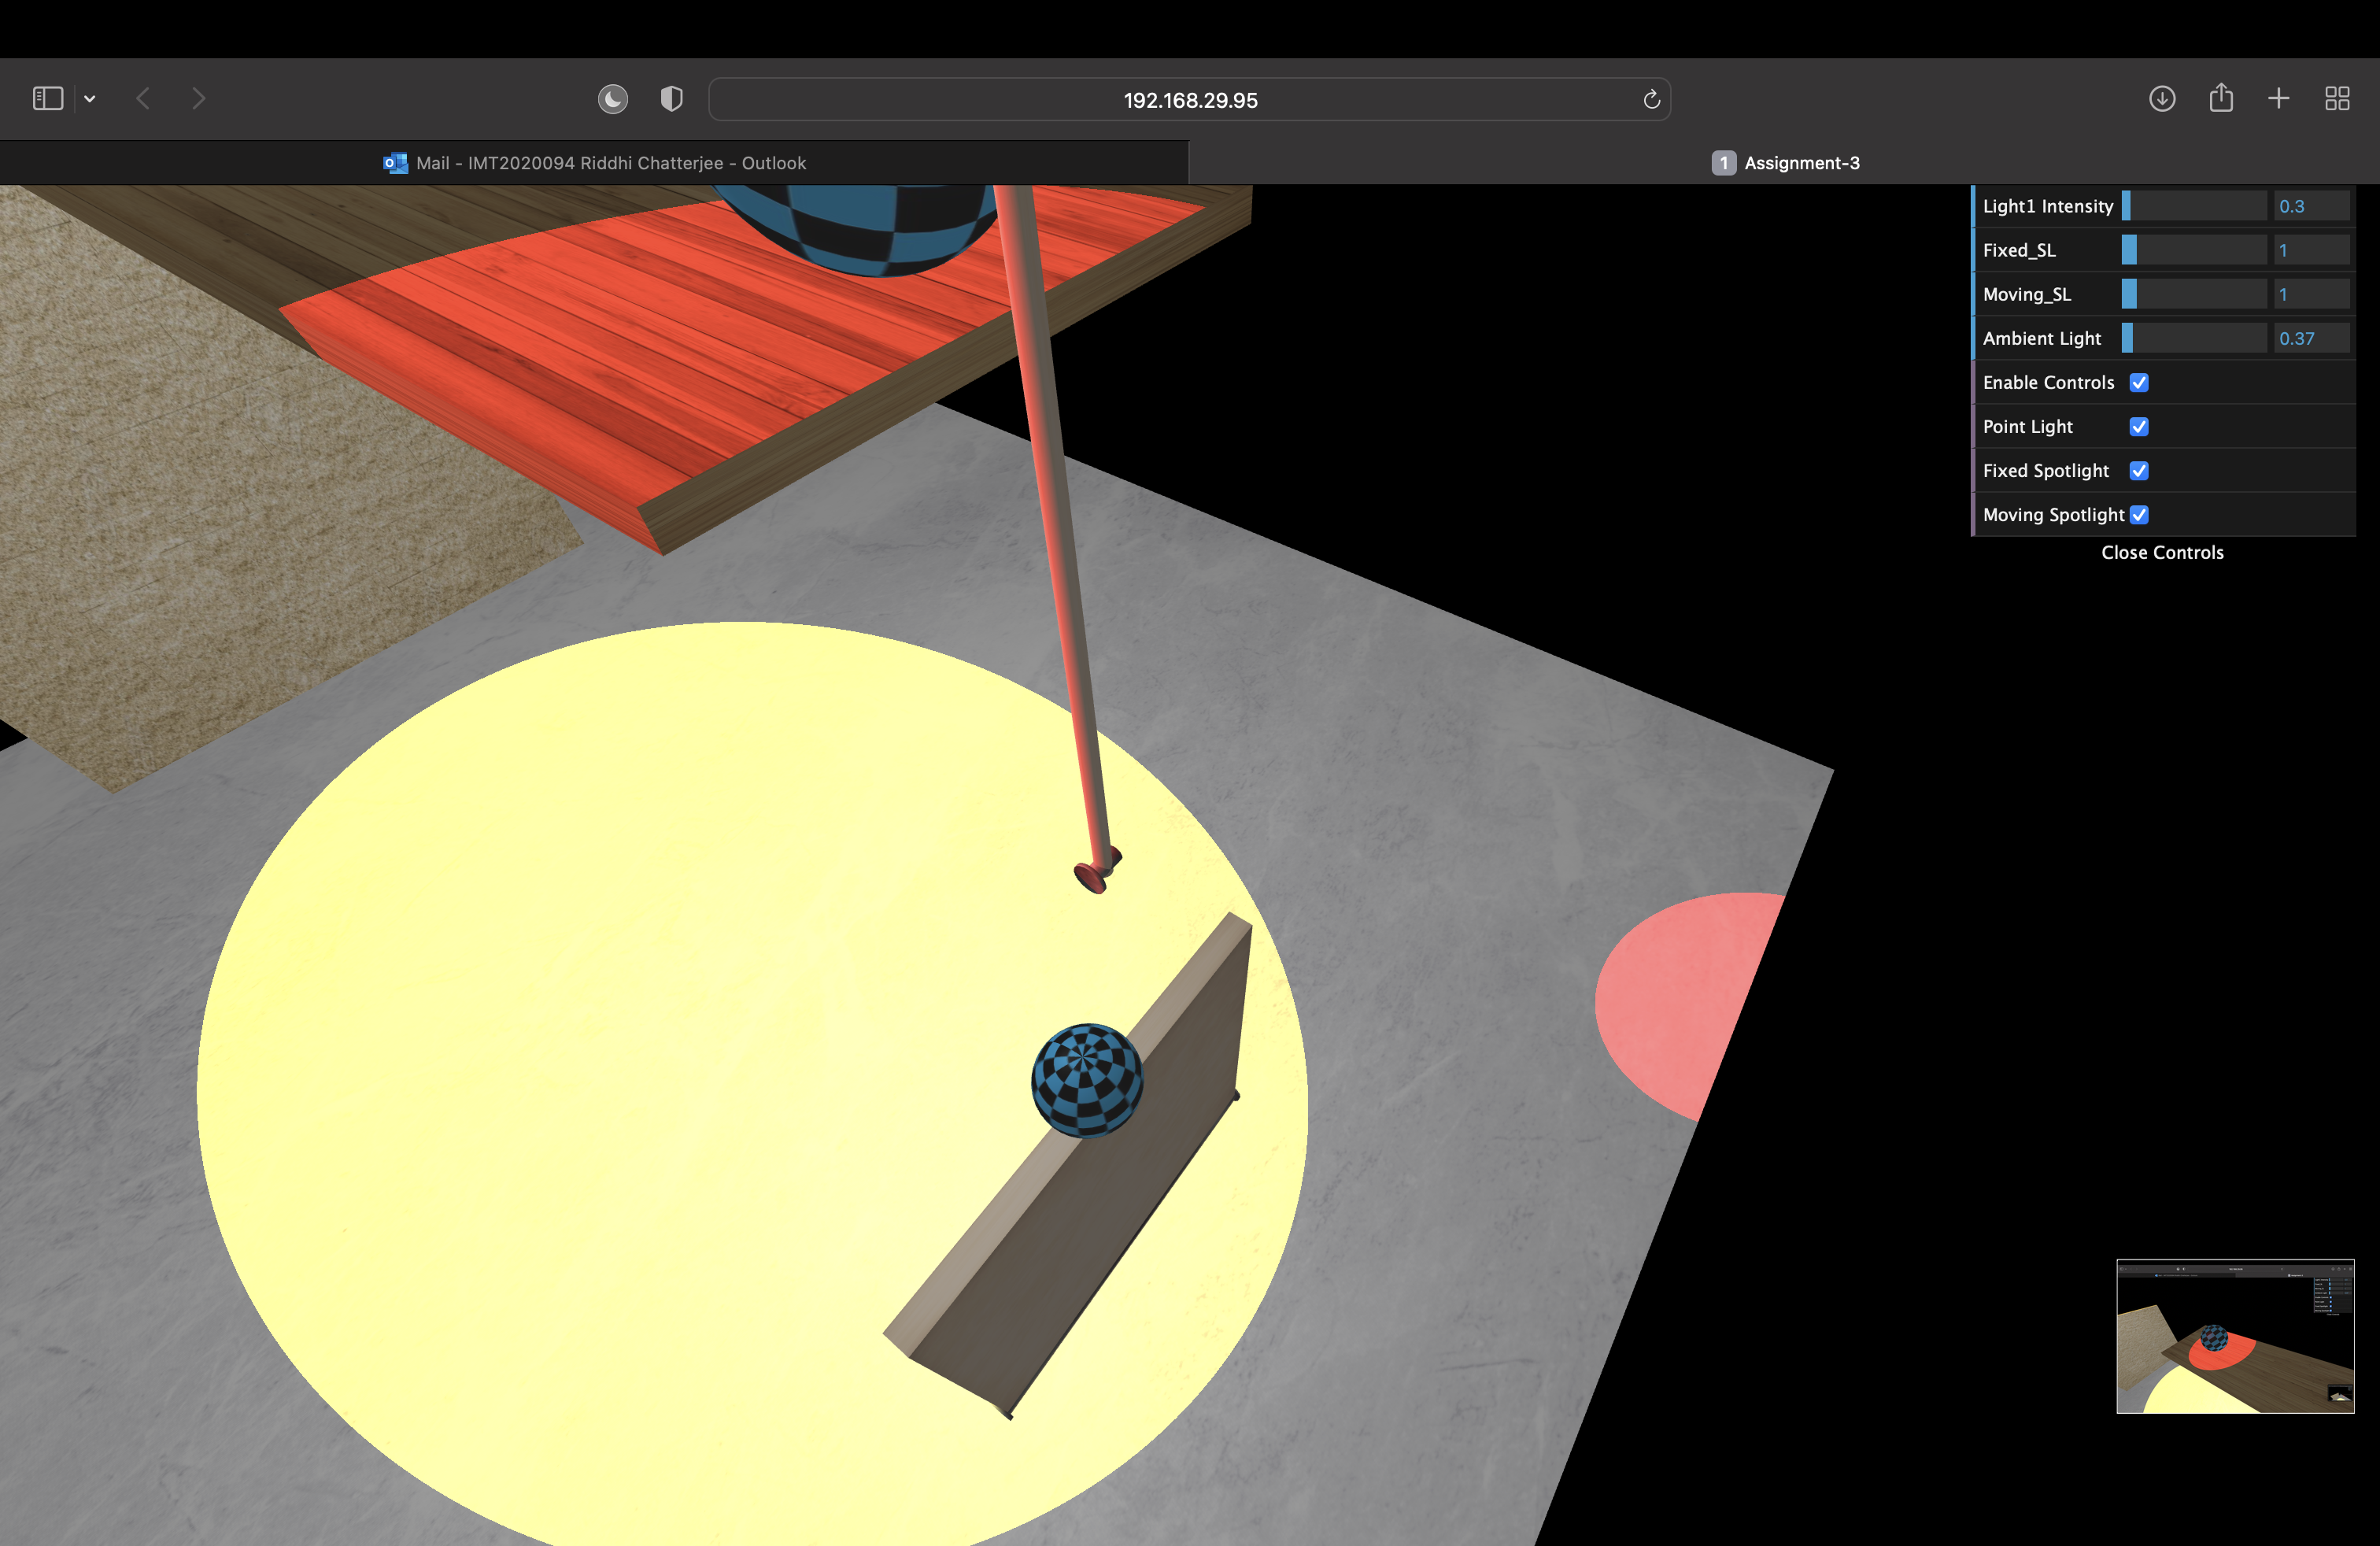 192.168.29.95
Mail - IMT2020094 Riddhi Chatterjee - Outlook
1 Assignment-3
Light1 Intensity 0.3
Fixed_SL 1
Moving_SL 1
Ambient Light 0.37
Enable Controls
Point Light
Fixed Spotlight
Moving Spotlight
Close Controls